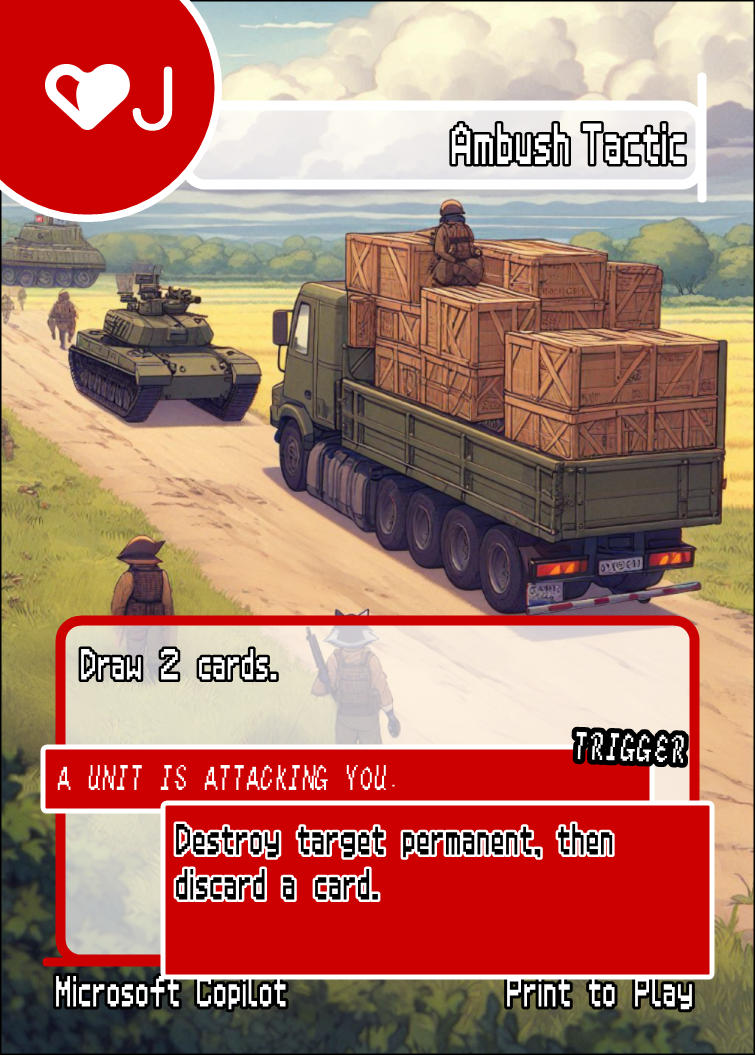 J
Ambush Tactic
Draw 2 cards.
TRIGGER
A UNIT IS ATTACKING YOU.
Destroy target permanent, then
discard a card.
Microsoft Copilot
Print to Play